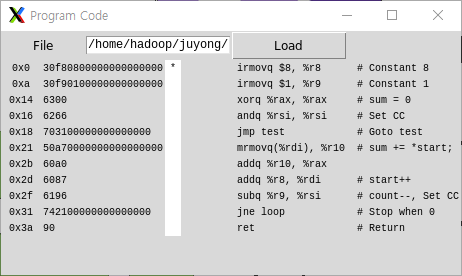 Program Code
File /home/hadoop/juyong/ Load
0x0 30f80800000000000000 * irmovq $8, %r8 # Constant 8
0xa 30f90100000000000000 irmovq $1, %r9 # Constant 1
0x14 6300 xorq %rax, %rax # sum = 0
0x16 6266 andq %rsi, %rsi # Set CC
0x18 703100000000000000 jmp test # Goto test
0x21 50a70000000000000000 mrmovq(%rdi), %r10 # sum += *start;
0x2b 60a0 addq %r10, %rax
0x2d 6087 addq %r8, %rdi # start++
0x2f 6196 subq %r9, %rsi # count--, Set CC
0x31 742100000000000000 jne loop # Stop when 0
0x3a 90 ret # Return